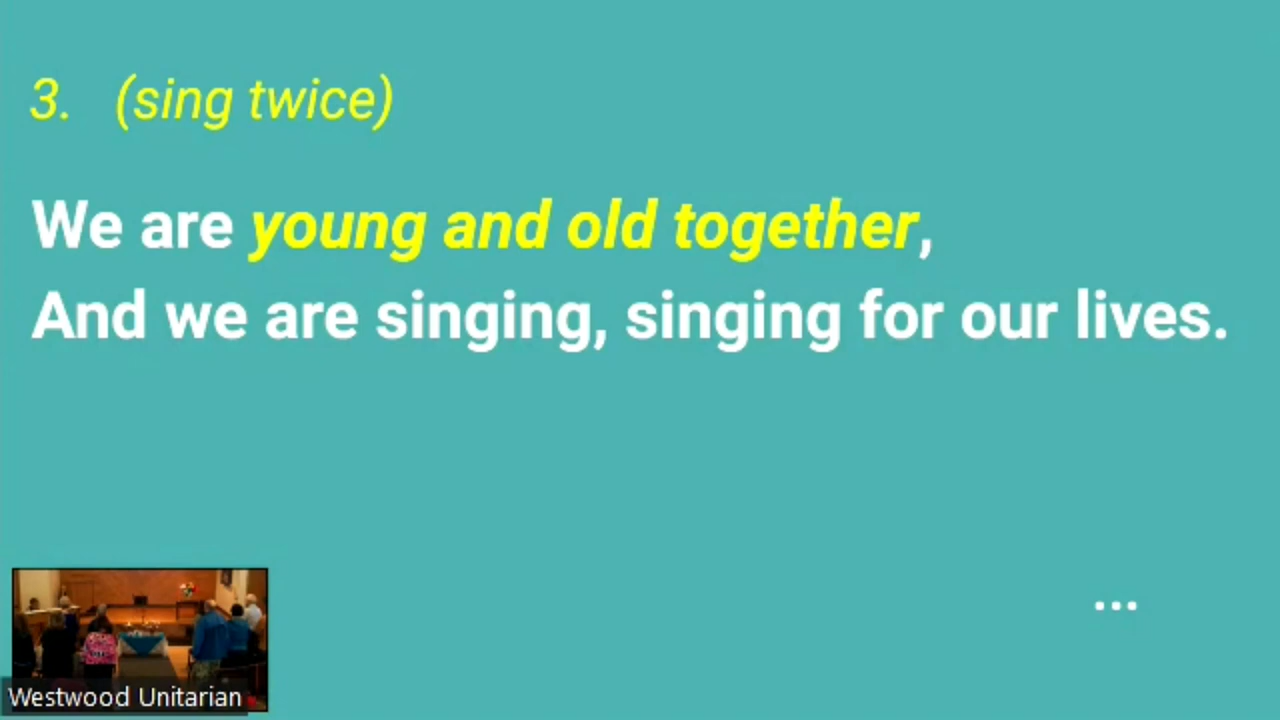 3. (sing twice)
We are young and old together,
And we are singing, singing for our lives.
...
Westwood Unitarian